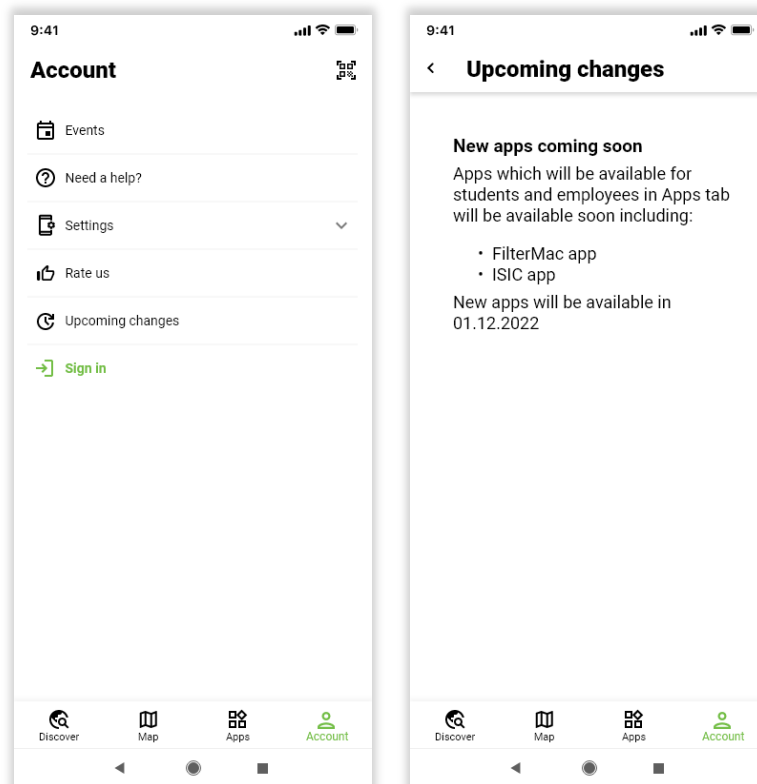 9:41
Account
Events
Need a help?
Settings
Rate us
Upcoming changes
Sign in
Discover
Map
Apps
Account
9:41
Upcoming changes
New apps coming soon
Apps which will be available for
students and employees in Apps tab
will be available soon including:
• FilterMac app
• ISIC app
New apps will be available in
01.12.2022
Discover
Map
Apps
Account